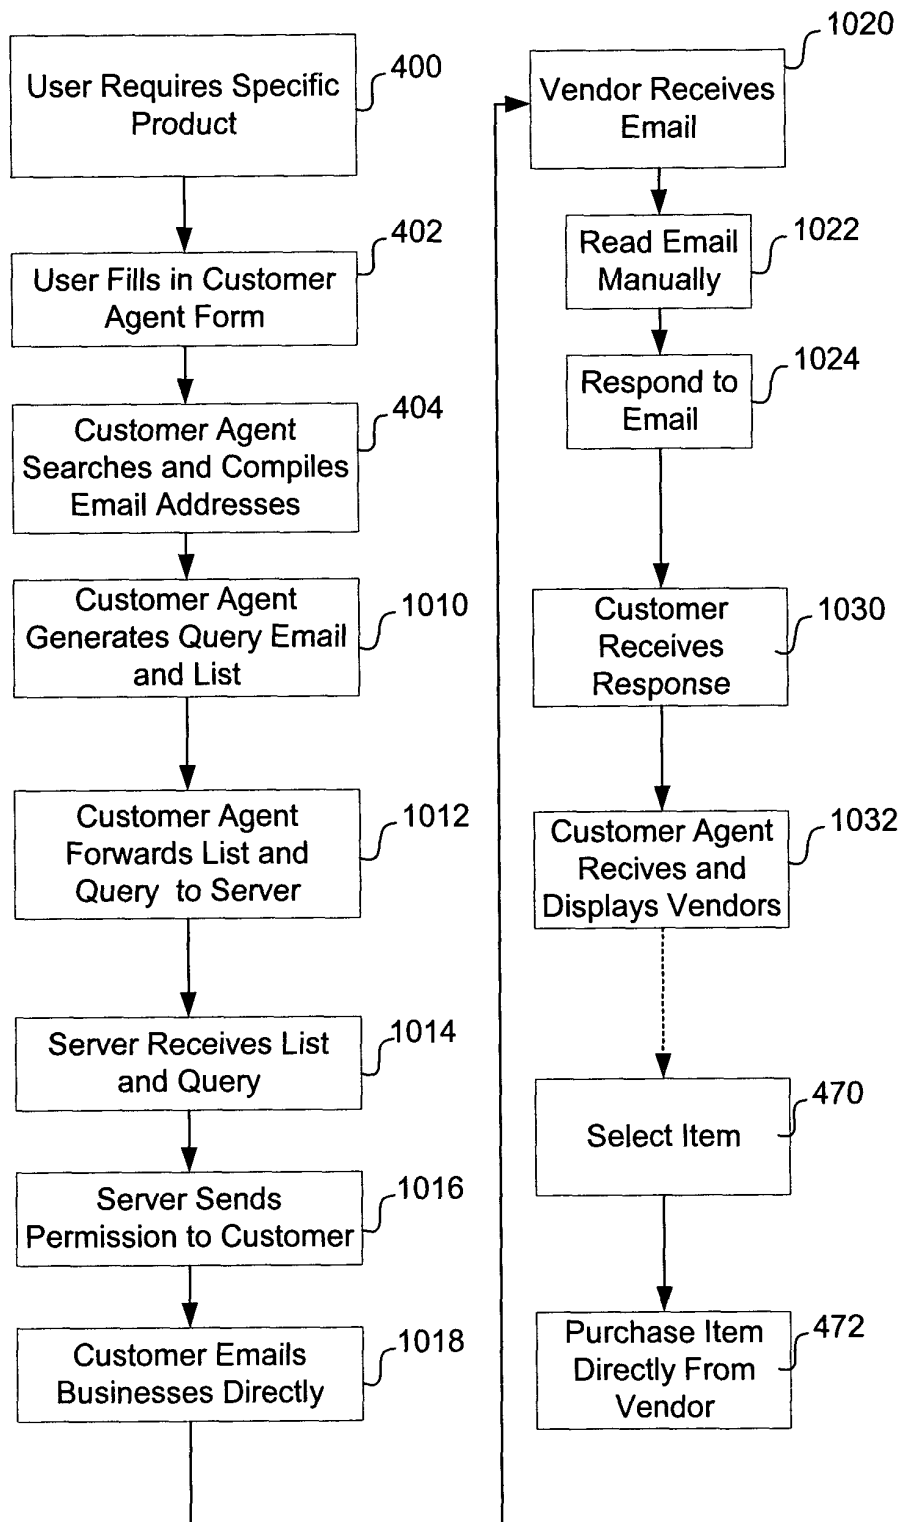 User Requires Specific
Product
400
User Fills in Customer
Agent Form
402
Customer Agent
Searches and Compiles
Email Addresses
404
Customer Agent
Generates Query Email
and List
1010
Customer Agent
Forwards List and
Query to Server
1012
Server Receives List
and Query
1014
Server Sends
Permission to Customer
1016
Customer Emails
Businesses Directly
1018
Vendor Receives
Email
1020
Read Email
Manually
1022
Respond to
Email
1024
Customer
Receives
Response
1030
Customer Agent
Recives and
Displays Vendors
1032
Select Item
470
Purchase Item
Directly From
Vendor
472